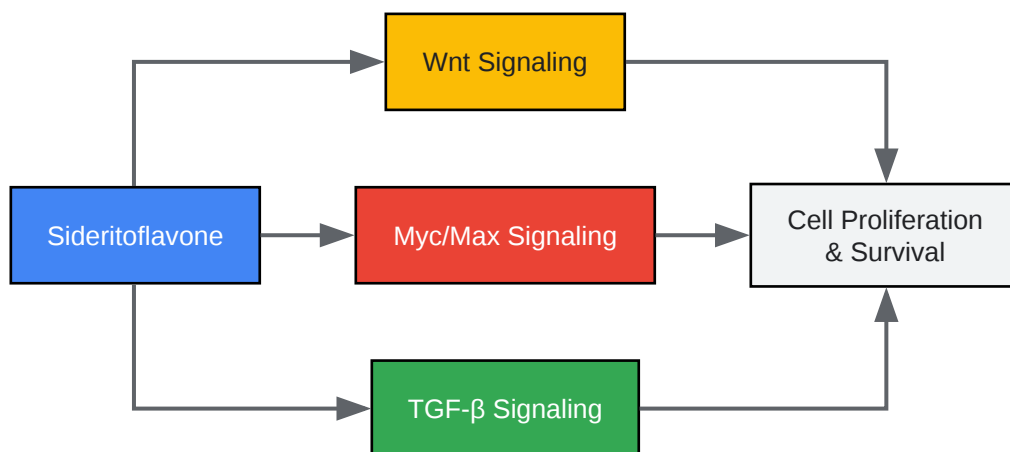 Wnt Signaling
Sideritoflavone
Myc/Max Signaling
Cell Proliferation
& Survival
TGF-β Signaling